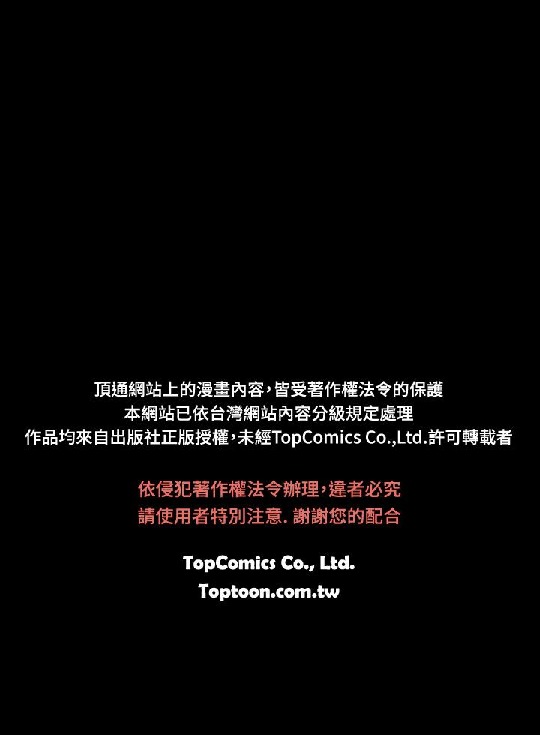 頂通網站上的漫畫內容，皆受著作權法令的保護
本網站已依台灣網站內容分級規定處理
作品均來自出版社正版授權，未經TopComics Co.,Ltd.許可轉載者
依侵犯著作權法令辦理，違者必究
請使用者特別注意. 謝謝您的配合
TopComics Co., Ltd.
Toptoon.com.tw